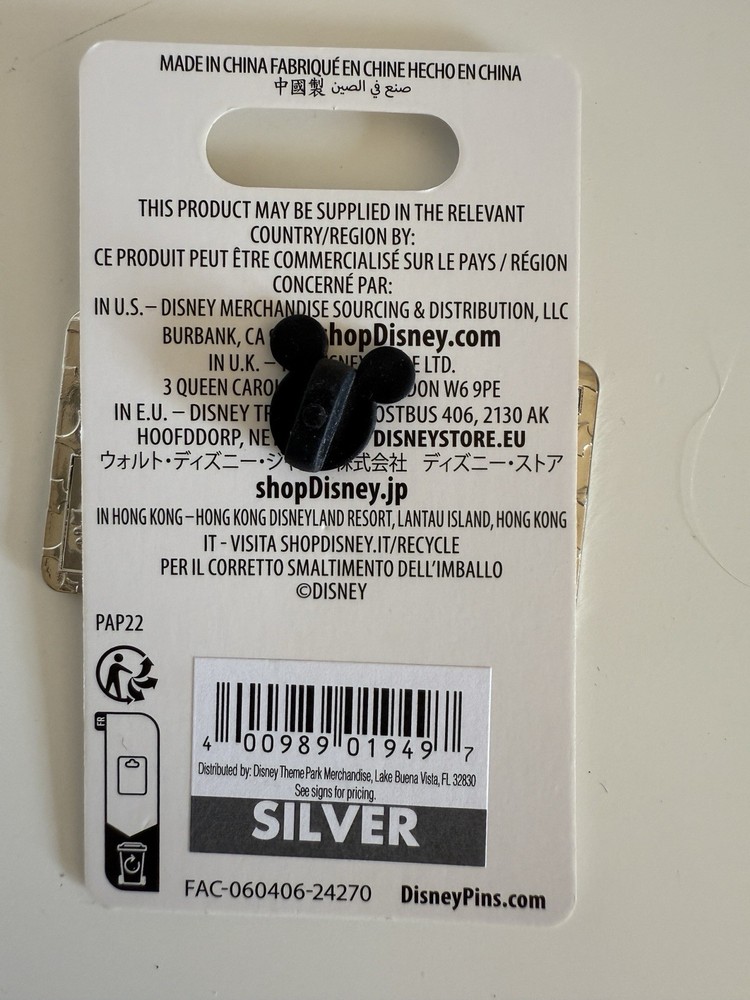 MADE IN CHINA FABRIQUÉ EN CHINE HECHO EN CHINA
中國製 صنع في الصين
THIS PRODUCT MAY BE SUPPLIED IN THE RELEVANT
COUNTRY/REGION BY:
CE PRODUIT PEUT ÊTRE COMMERCIALISÉ SUR LE PAYS / RÉGION
CONCERNÉ PAR:
IN U.S.– DISNEY MERCHANDISE SOURCING & DISTRIBUTION, LLC
BURBANK, CA shopDisney.com
IN U.K. – LTD.
3 QUEEN W6 9PE
IN E.U. – DISNEY POSTBUS 406, 2130 AK
HOOFDDORP, DISNEYSTORE.EU
ウォルト・ディズニー・ジャ 株式会社 ディズニー・ストア
shopDisney.jp
IN HONG KONG–HONG KONG DISNEYLAND RESORT, LANTAU ISLAND, HONG KONG
IT - VISITA SHOPDISNEY.IT/RECYCLE
PER IL CORRETTO SMALTIMENTO DELL'IMBALLO
©DISNEY
PAP22
FR
4 00989 01949 7
Distributed by: Disney Theme Park Merchandise, Lake Buena Vista, FL 32830
See signs for pricing.
SILVER
FAC-060406-24270 DisneyPins.com